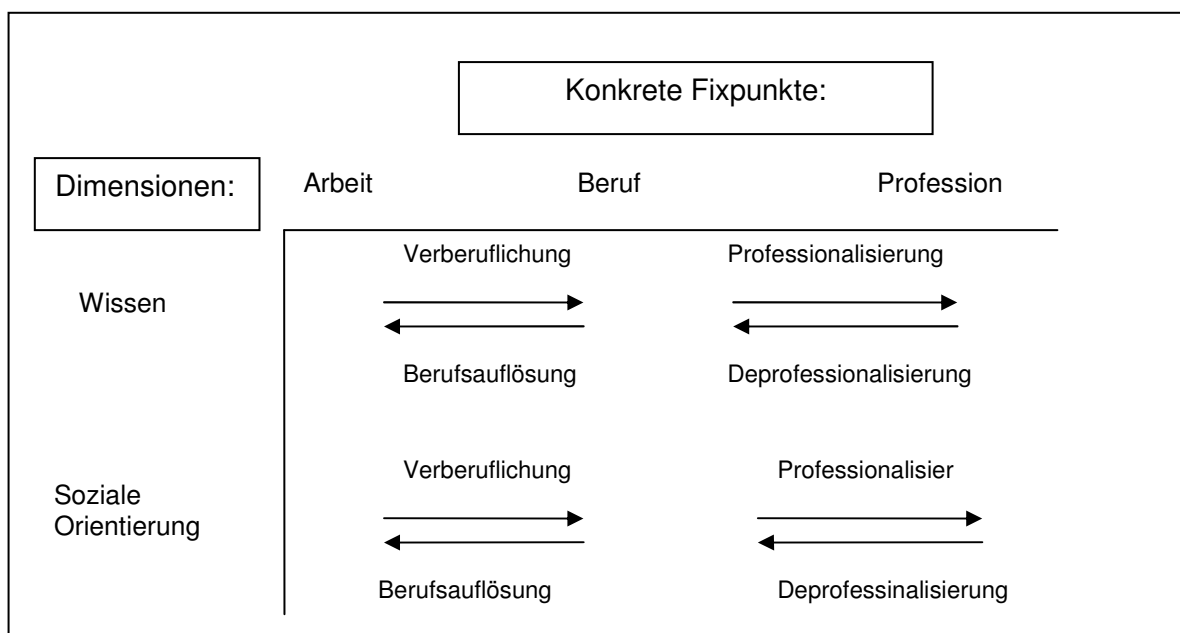 Konkrete Fixpunkte:
Dimensionen:
Arbeit Beruf Profession
Verberuflichung Professionalisierung
Wissen
Berufsauflösung Deprofessionalisierung
Verberuflichung Professionalisier
Soziale
Orientierung
Berufsauflösung Deprofessinalisierung